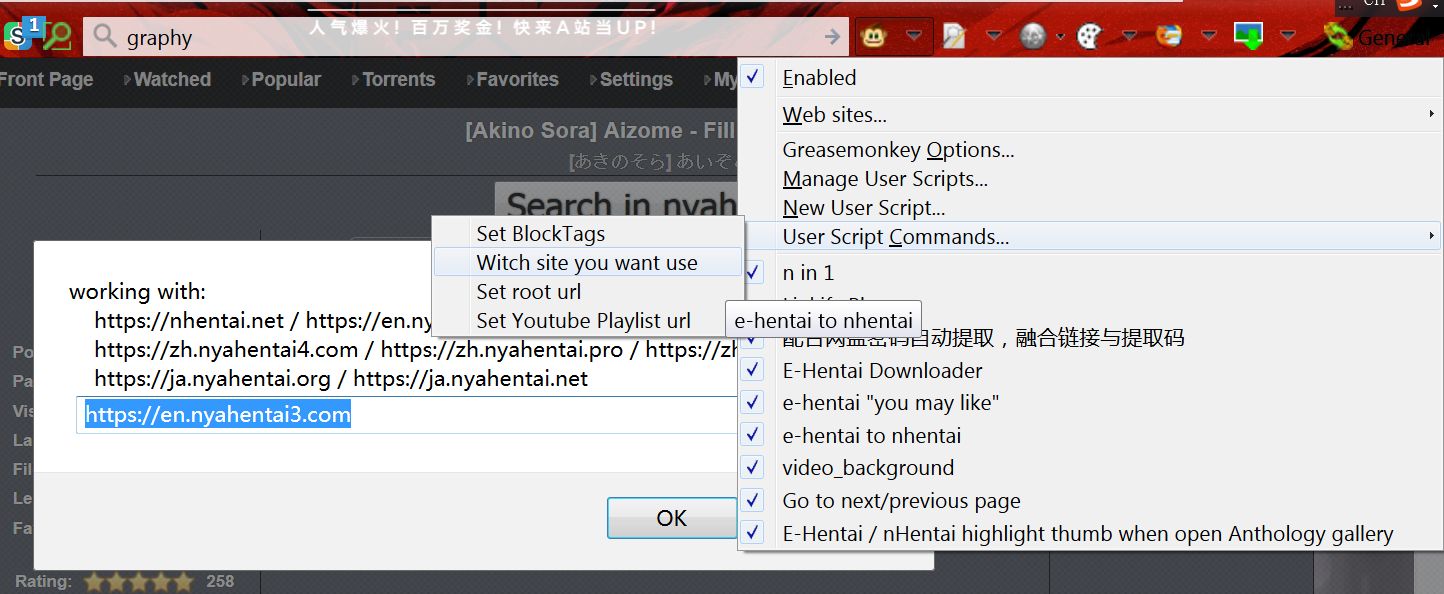 S 1
graphy
人气爆火！百万奖金！快来A站当UP！
General
Front Page
Watched
Popular
Torrents
Favorites
Settings
My
[Akino Sora] Aizome - Fill
[あきのそら] あい
Search in nyah
Enabled
Web sites...
Greasemonkey Options...
Manage User Scripts...
New User Script...
User Script Commands...
n in 1
配合网盘密码自动提取，融合链接与提取码
E-Hentai Downloader
e-hentai "you may like"
e-hentai to nhentai
video_background
Go to next/previous page
E-Hentai / nHentai highlight thumb when open Anthology gallery
Set BlockTags
Witch site you want use
Set root url
Set Youtube Playlist url
e-hentai to nhentai
working with:
https://nhentai.net / https://en.ny
https://zh.nyahentai4.com / https://zh.nyahentai.pro / https://zh
https://ja.nyahentai.org / https://ja.nyahentai.net
https://en.nyahentai3.com
OK
Po
Pa
Vis
La
Fil
Le
Fa
Rating:
258